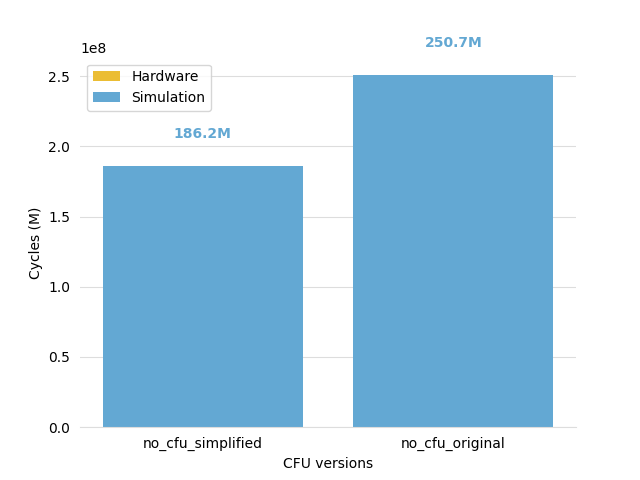 250.7M
1e8
Hardware
Simulation
186.2M
2.5
2.0
1.5
1.0
0.5
0.0
Cycles (M)
no_cfu_simplified
no_cfu_original
CFU versions